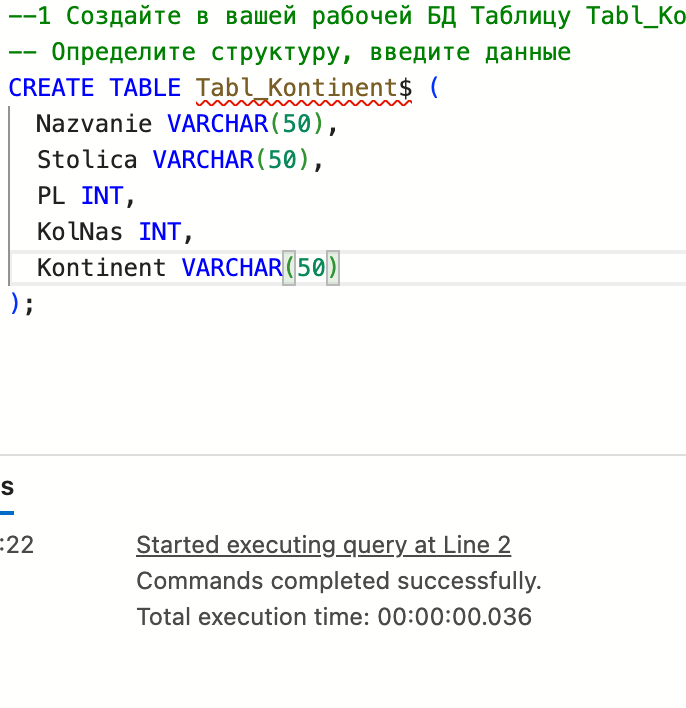 --1 Создайте в вашей рабочей БД Таблицу Tabl_Ko
-- Определите структуру, введите данные
CREATE TABLE Tabl_Kontinent$ (
Nazvanie VARCHAR(50),
Stolica VARCHAR(50),
PL INT,
KolNas INT,
Kontinent VARCHAR(50)
);
s
:22 Started executing query at Line 2
Commands completed successfully.
Total execution time: 00:00:00.036